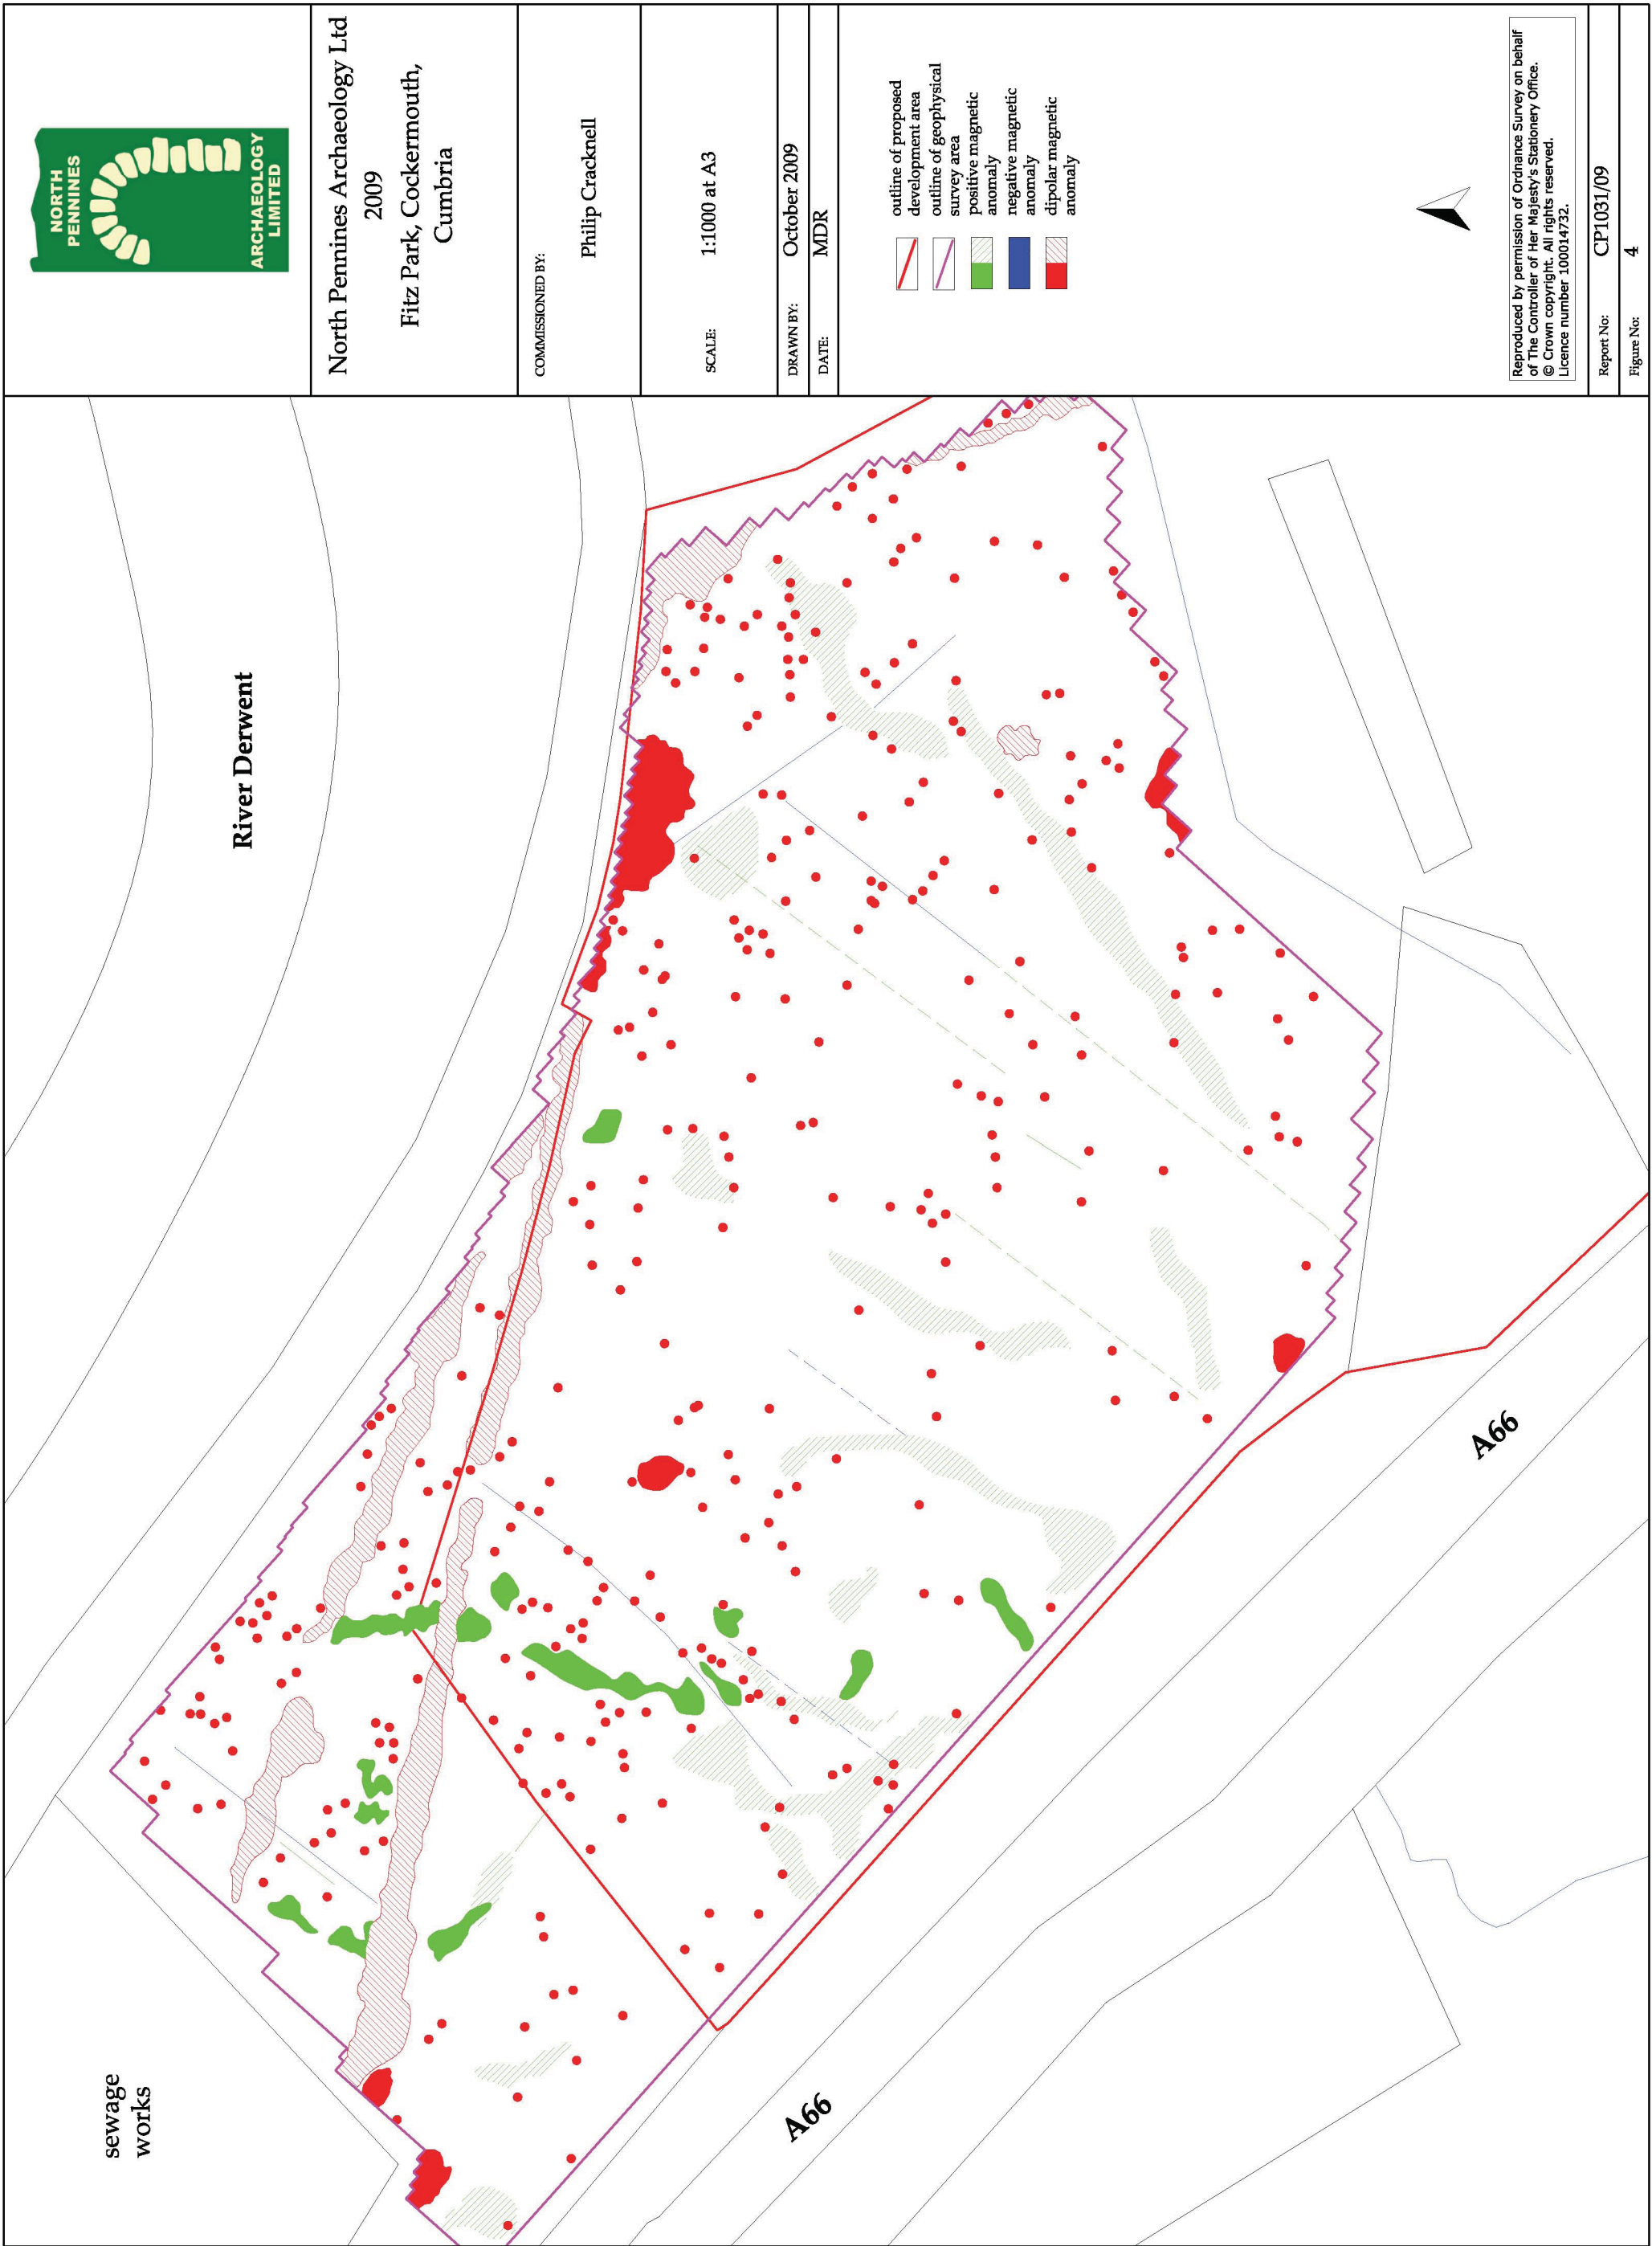 NORTH
PENNINES
ARCHAEOLOGY
LIMITED
North Pennines Archaeology Ltd
2009
Fitz Park, Cockermouth,
Cumbria
COMMISSIONED BY:
Philip Cracknell
SCALE:
1:1000 at A3
DRAWN BY:
October 2009
DATE:
MDR
outline of proposed
development area
outline of geophysical
survey area
positive magnetic
anomaly
negative magnetic
anomaly
dipolar magnetic
anomaly
Reproduced by permission of Ordnance Survey on behalf
of The Controller of Her Majesty's Stationery Office.
© Crown copyright. All rights reserved.
Licence number 100014732.
Report No:
CP1031/09
Figure No:
4
River Derwent
sewage
works
A66
A66